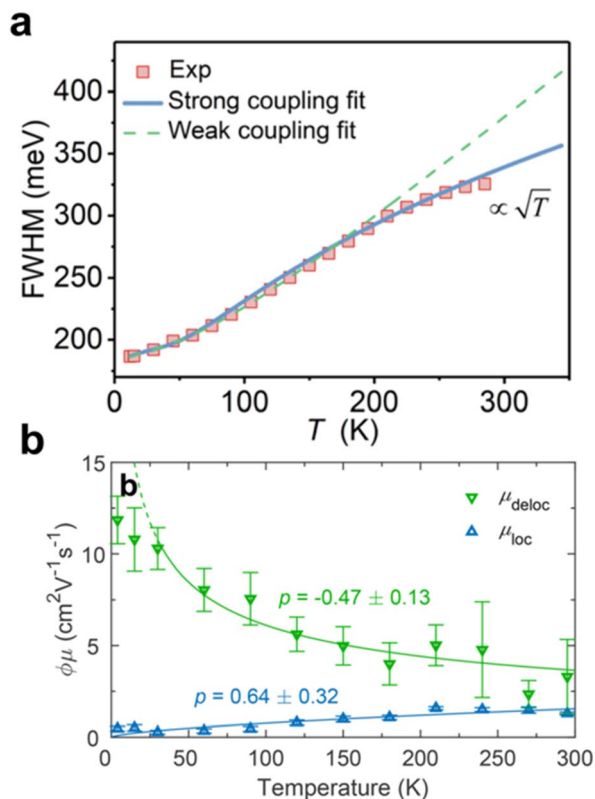 a
Exp
Strong coupling fit
Weak coupling fit
∝ √T
FWHM (meV)
400
350
300
250
200
0 100 200 300
T (K)
b
b
μdeloc
μloc
p = -0.47 ± 0.13
p = 0.64 ± 0.32
ϕμ (cm²V⁻¹s⁻¹)
15
10
5
0
0 50 100 150 200 250 300
Temperature (K)